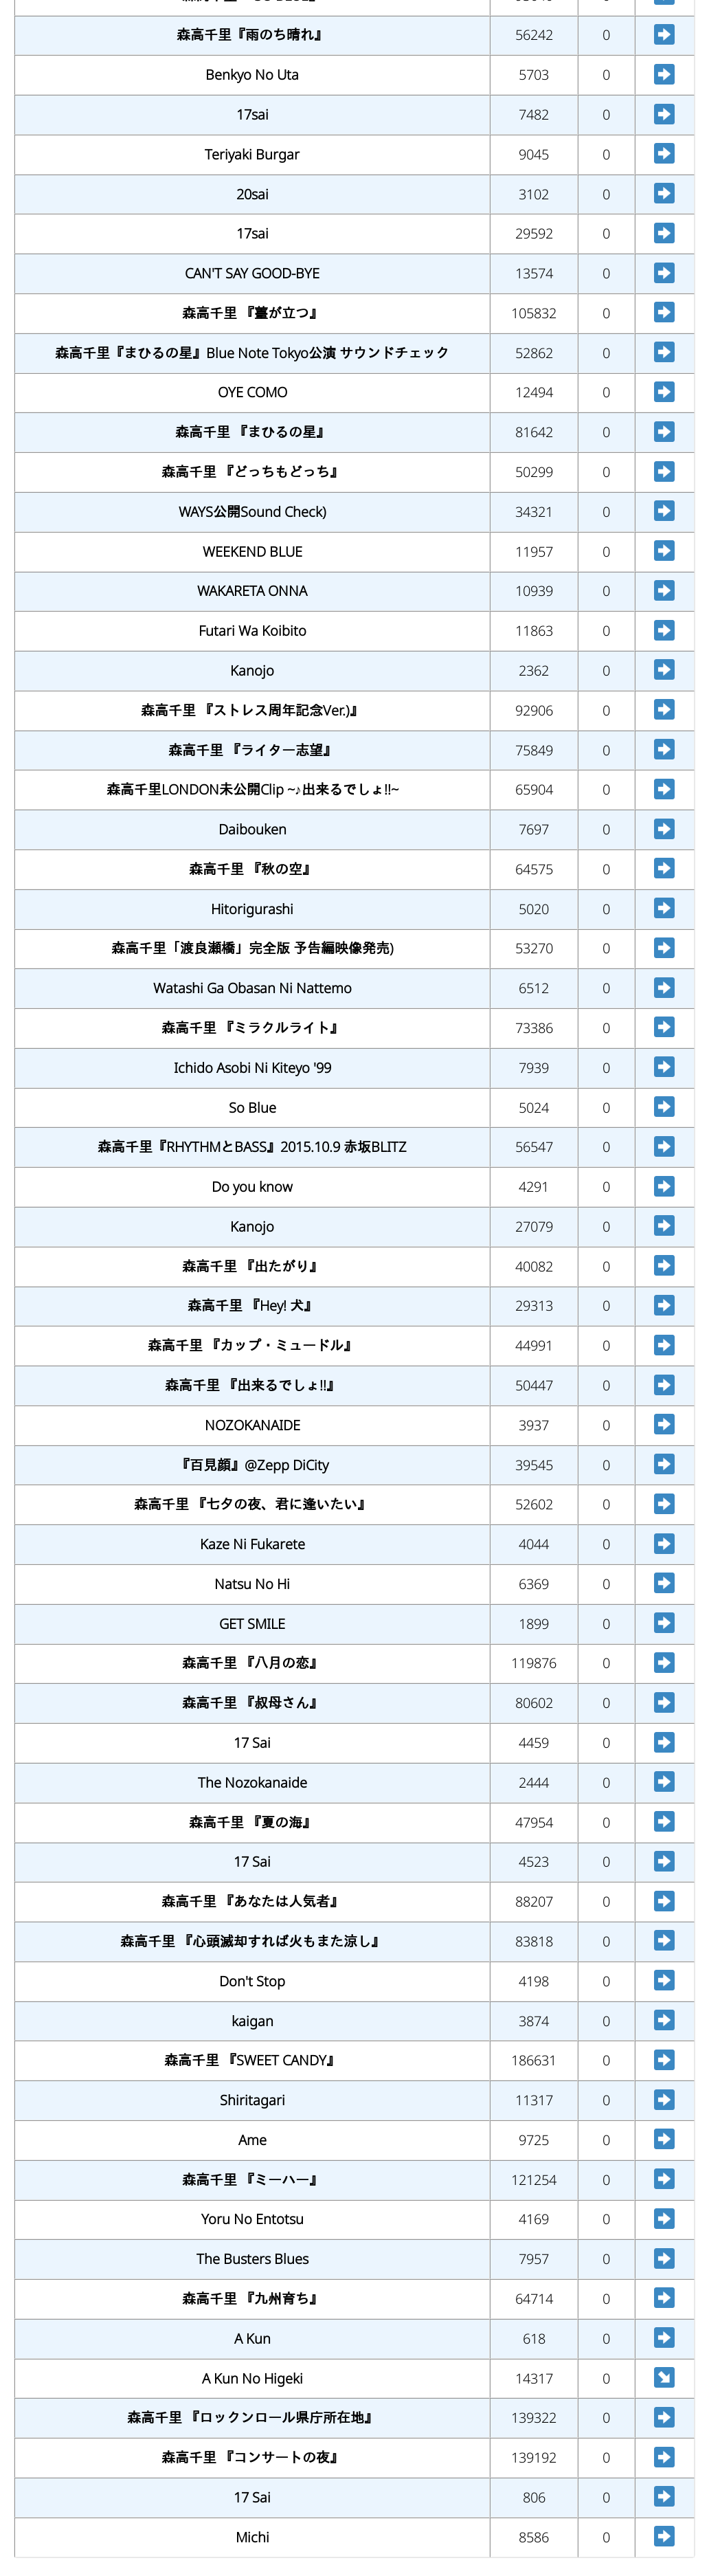 森高千里『雨のち晴れ』 56242 0
Benkyo No Uta 5703 0
17sai 7482 0
Teriyaki Burgar 9045 0
20sai 3102 0
17sai 29592 0
CAN'T SAY GOOD-BYE 13574 0
森高千里 『薹が立つ』 105832 0
森高千里『まひるの星』Blue Note Tokyo公演 サウンドチェック 52862 0
OYE COMO 12494 0
森高千里 『まひるの星』 81642 0
森高千里 『どっちもどっち』 50299 0
WAYS公開Sound Check) 34321 0
WEEKEND BLUE 11957 0
WAKARETA ONNA 10939 0
Futari Wa Koibito 11863 0
Kanojo 2362 0
森高千里 『ストレス周年記念Ver.)』 92906 0
森高千里 『ライター志望』 75849 0
森高千里LONDON未公開Clip ~♪出来るでしょ!!~ 65904 0
Daibouken 7697 0
森高千里 『秋の空』 64575 0
Hitorigurashi 5020 0
森高千里「渡良瀬橋」完全版 予告編映像発売) 53270 0
Watashi Ga Obasan Ni Nattemo 6512 0
森高千里 『ミラクルライト』 73386 0
Ichido Asobi Ni Kiteyo '99 7939 0
So Blue 5024 0
森高千里『RHYTHMとBASS』2015.10.9 赤坂BLITZ 56547 0
Do you know 4291 0
Kanojo 27079 0
森高千里 『出たがり』 40082 0
森高千里 『Hey! 犬』 29313 0
森高千里 『カップ・ミュードル』 44991 0
森高千里 『出来るでしょ!!』 50447 0
NOZOKANAIDE 3937 0
『百見顔』@Zepp DiCity 39545 0
森高千里 『七夕の夜、君に逢いたい』 52602 0
Kaze Ni Fukarete 4044 0
Natsu No Hi 6369 0
GET SMILE 1899 0
森高千里 『八月の恋』 119876 0
森高千里 『叔母さん』 80602 0
17 Sai 4459 0
The Nozokanaide 2444 0
森高千里 『夏の海』 47954 0
17 Sai 4523 0
森高千里 『あなたは人気者』 88207 0
森高千里 『心頭滅却すれば火もまた涼し』 83818 0
Don't Stop 4198 0
kaigan 3874 0
森高千里 『SWEET CANDY』 186631 0
Shiritagari 11317 0
Ame 9725 0
森高千里 『ミーハー』 121254 0
Yoru No Entotsu 4169 0
The Busters Blues 7957 0
森高千里 『九州育ち』 64714 0
A Kun 618 0
A Kun No Higeki 14317 0
森高千里 『ロックンロール県庁所在地』 139322 0
森高千里 『コンサートの夜』 139192 0
17 Sai 806 0
Michi 8586 0